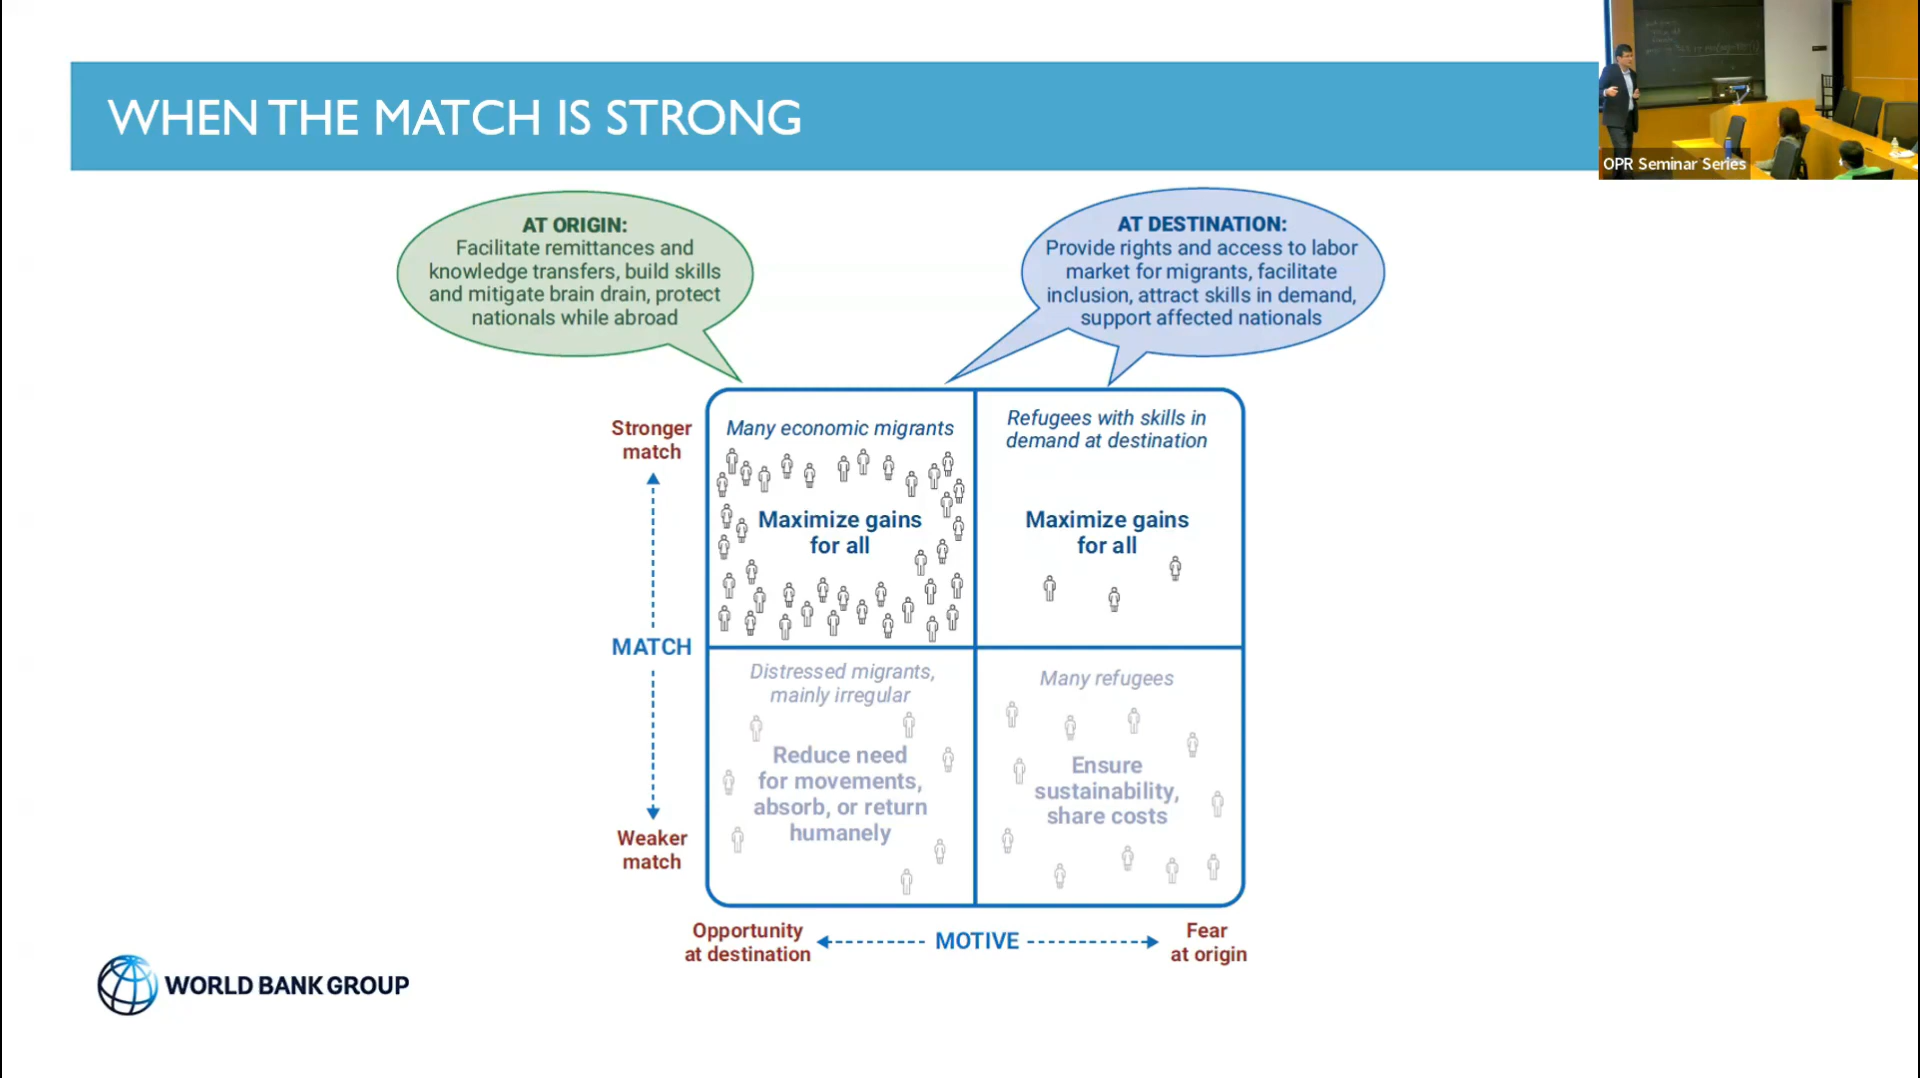 WHEN THE MATCH IS STRONG
OPR Seminar Series
AT ORIGIN:
Facilitate remittances and
knowledge transfers, build skills
and mitigate brain drain, protect
nationals while abroad
AT DESTINATION:
Provide rights and access to labor
market for migrants, facilitate
inclusion, attract skills in demand,
support affected nationals
Stronger
match
MATCH
Weaker
match
Many economic migrants
Maximize gains
for all
Refugees with skills in
demand at destination
Maximize gains
for all
Distressed migrants,
mainly irregular
Reduce need
for movements,
absorb, or return
humanely
Many refugees
Ensure
sustainability,
share costs
Opportunity
at destination
MOTIVE
Fear
at origin
WORLD BANK GROUP